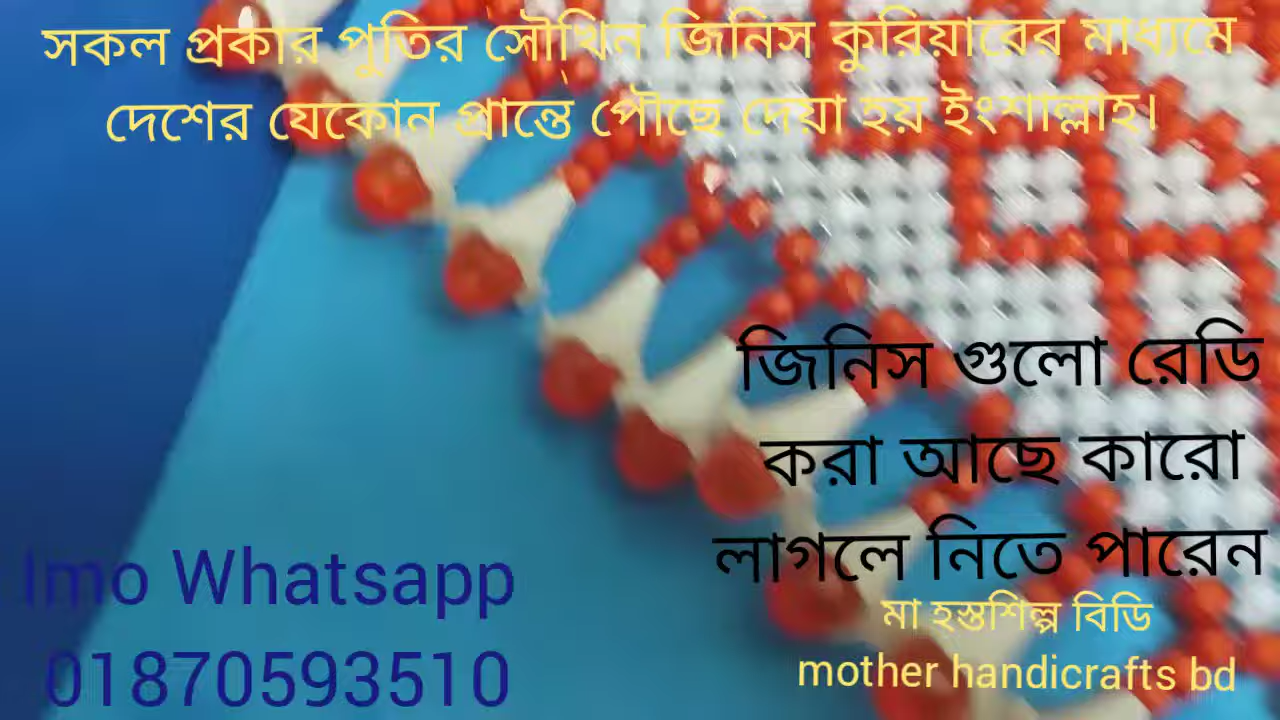 সকল প্রকার পুতির সৌখিন জিনিস কুরিয়ারের মাধ্যমে
দেশের যেকোন প্রান্তে পৌছে দেয়া হয় ইংশাল্লাহ।
জিনিস গুলো রেডি
করা আছে কারো
লাগলে নিতে পারেন
Imo Whatsapp
01870593510
মা হস্তশিল্প বিডি
mother handicrafts bd